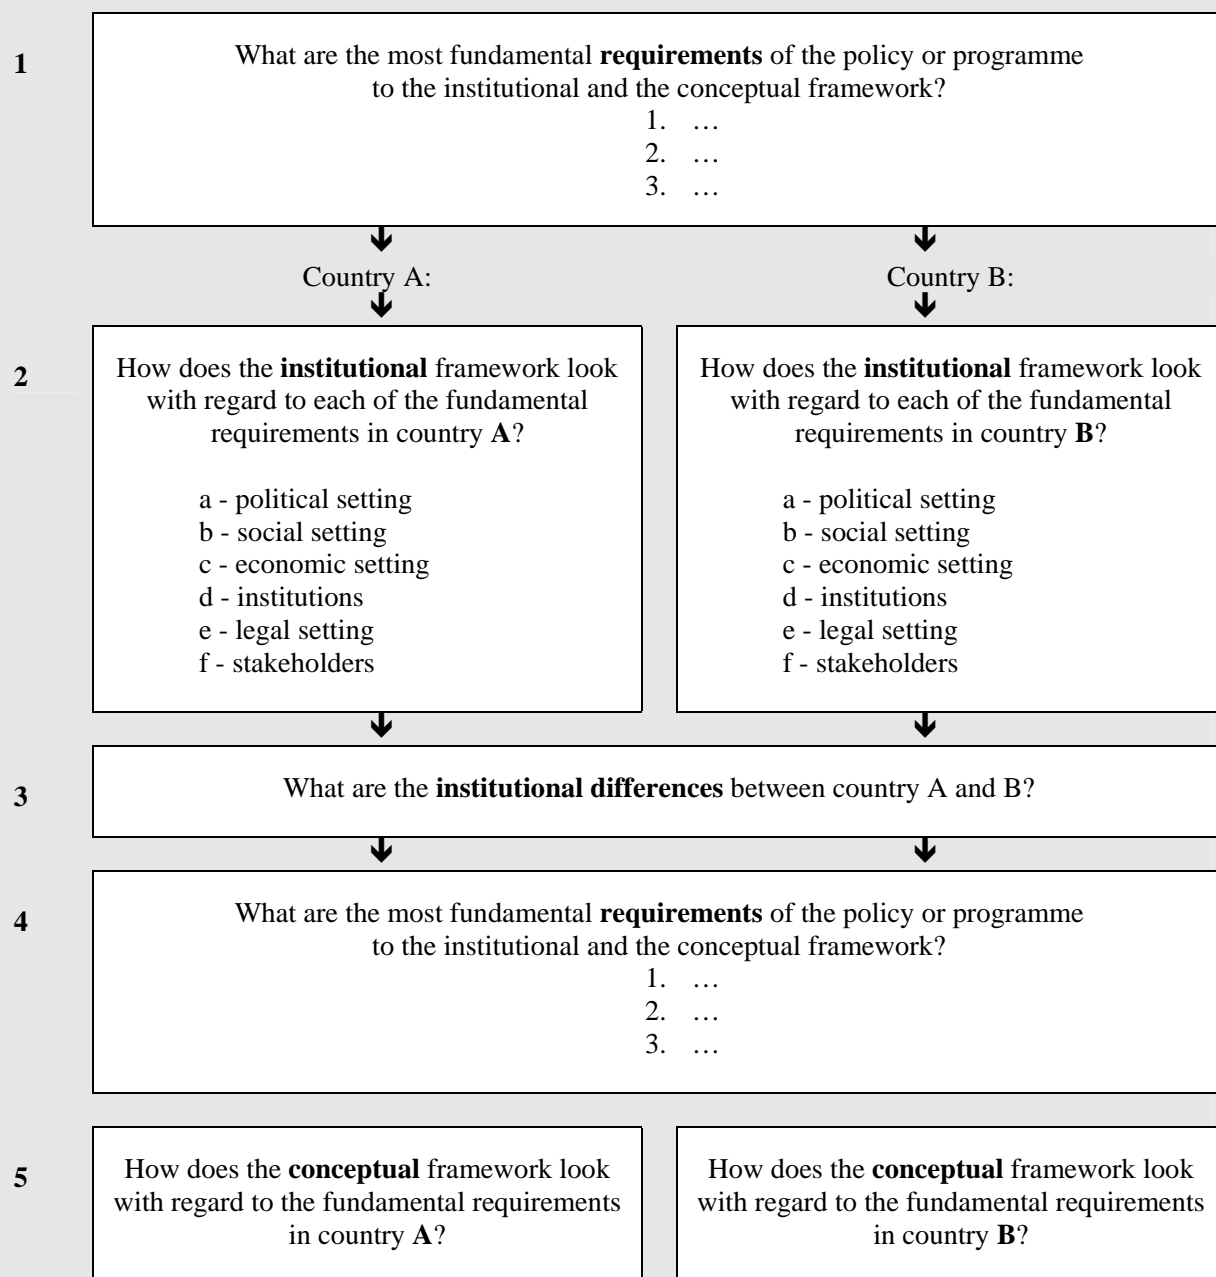 1
What are the most fundamental requirements of the policy or programme
to the institutional and the conceptual framework?
1. …
2. …
3. …
Country A:
Country B:
2
How does the institutional framework look
with regard to each of the fundamental
requirements in country A?
a - political setting
b - social setting
c - economic setting
d - institutions
e - legal setting
f - stakeholders
How does the institutional framework look
with regard to each of the fundamental
requirements in country B?
a - political setting
b - social setting
c - economic setting
d - institutions
e - legal setting
f - stakeholders
3
What are the institutional differences between country A and B?
4
What are the most fundamental requirements of the policy or programme
to the institutional and the conceptual framework?
1. …
2. …
3. …
5
How does the conceptual framework look
with regard to the fundamental requirements
in country A?
How does the conceptual framework look
with regard to the fundamental requirements
in country B?